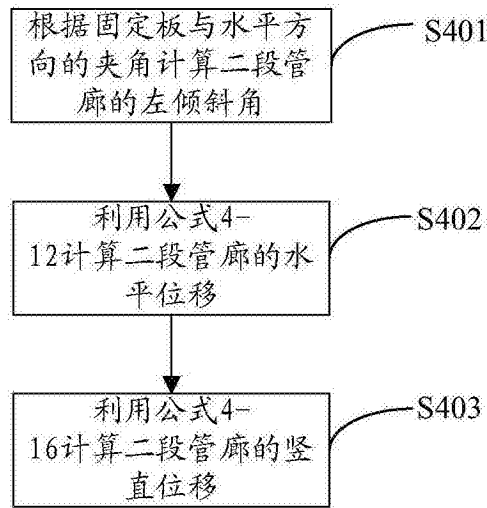 根据固定板与水平方
向的夹角计算二段管
廊的左倾斜角
S401
利用公式4-
12计算二段管廊的水
平位移
S402
利用公式4-
16计算二段管廊的竖
直位移
S403